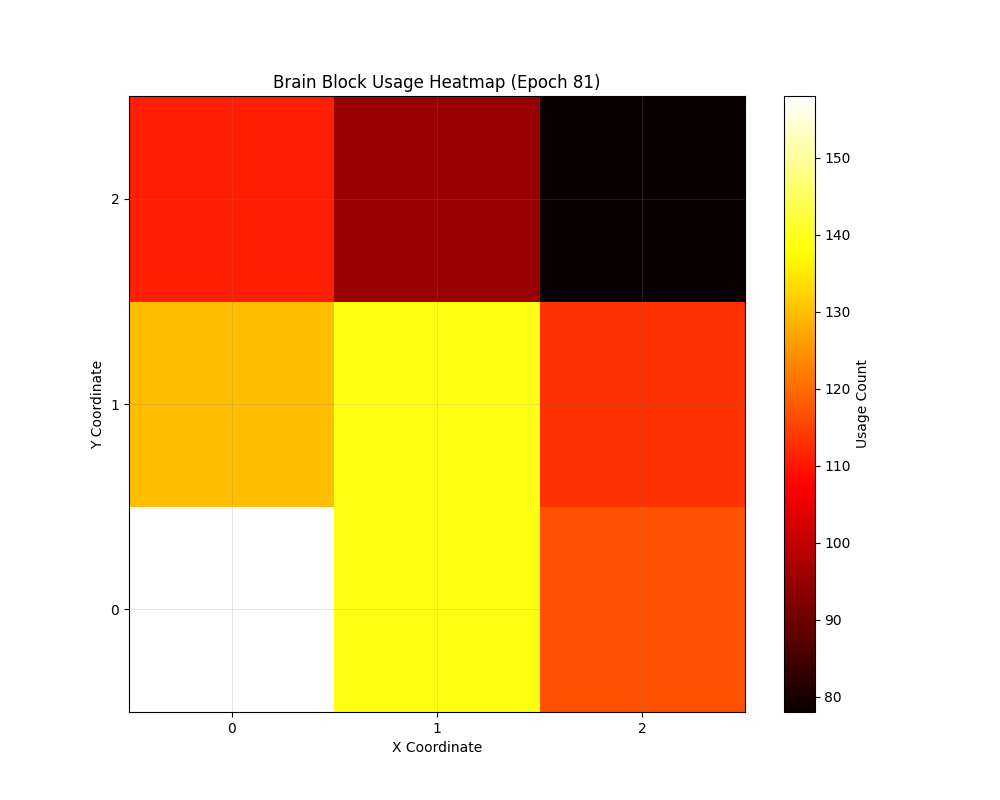 Brain Block Usage Heatmap (Epoch 81)
2
1
0
Y Coordinate
0 1 2
X Coordinate
150
140
130
120
110
100
90
80
Usage Count